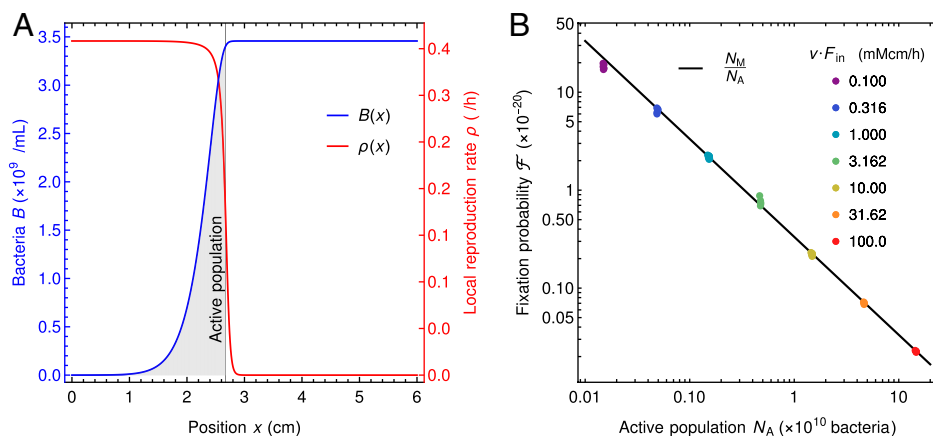 A
Bacteria B (×10⁹ /mL)
3.5
3.0
2.5
2.0
1.5
1.0
0.5
0.0
0.4
0.3
0.2
0.2
0.1
0.1
0.0
0.0
Local reproduction rate ρ ( /h)
B(x)
ρ(x)
Active population
0 1 2 3 4 5 6
Position x (cm)
B
Fixation probability ℱ (×10⁻²⁰)
50
10
5
1
0.50
0.10
0.05
N_M
N_A
v·F_in (mMcm/h)
0.100
0.316
1.000
3.162
10.00
31.62
100.0
0.01 0.10 1 10
Active population N_A (×10¹⁰ bacteria)